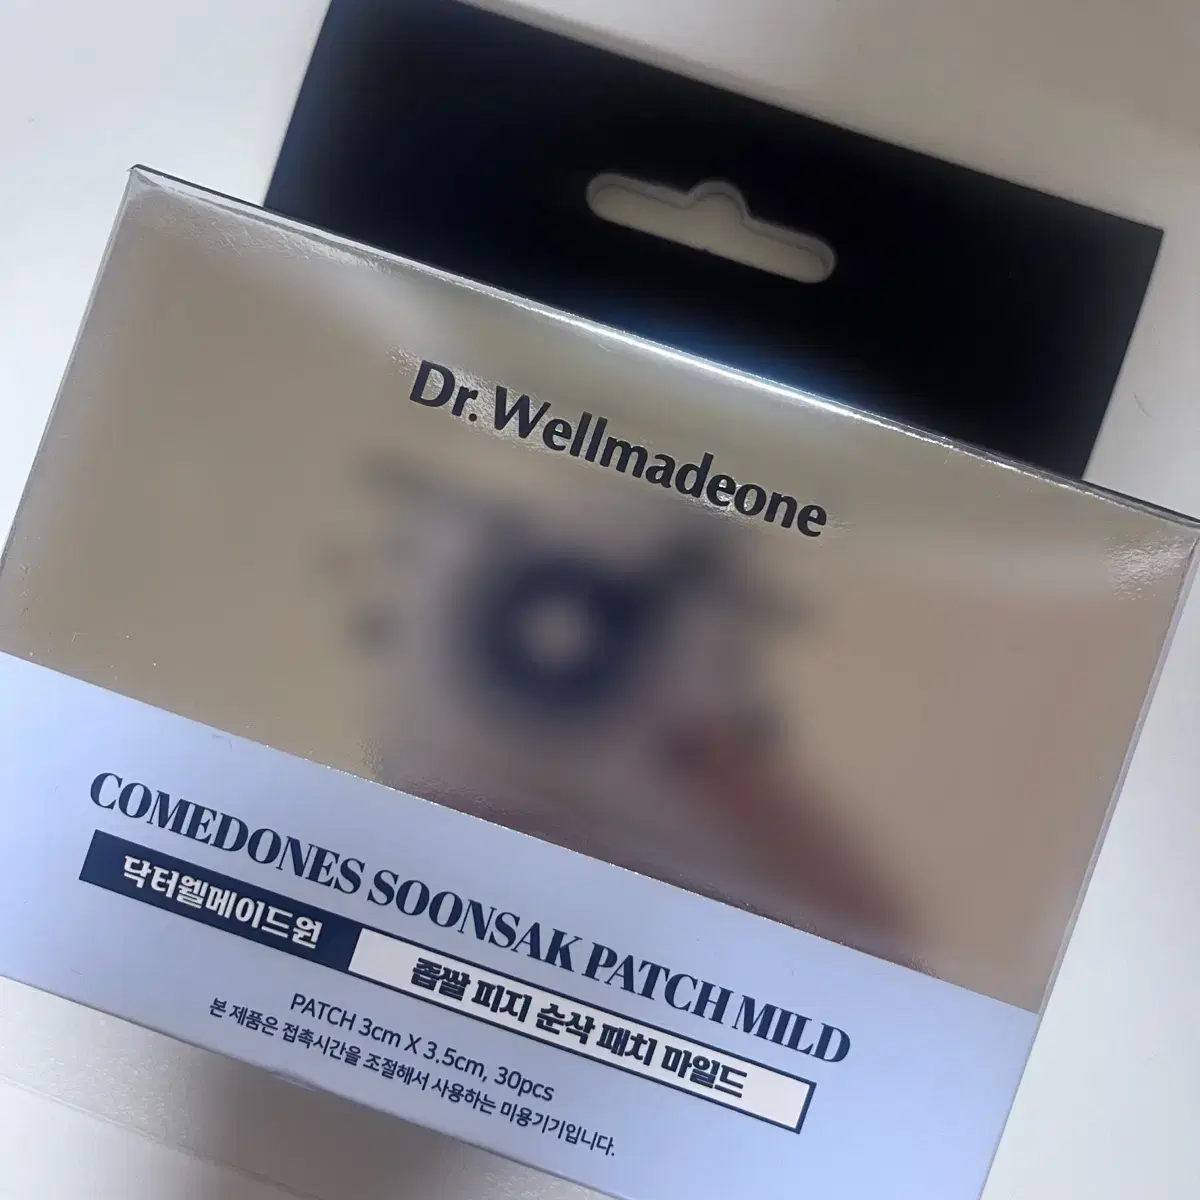 Dr. Wellmadeone
COMEDONES SOONSAK PATCH MILD
닥터웰메이드원 좁쌀 피지 순삭 패치 마일드
PATCH 3cm X 3.5cm, 30pcs
본 제품은 접촉시간을 조절해서 사용하는 미용기기입니다.